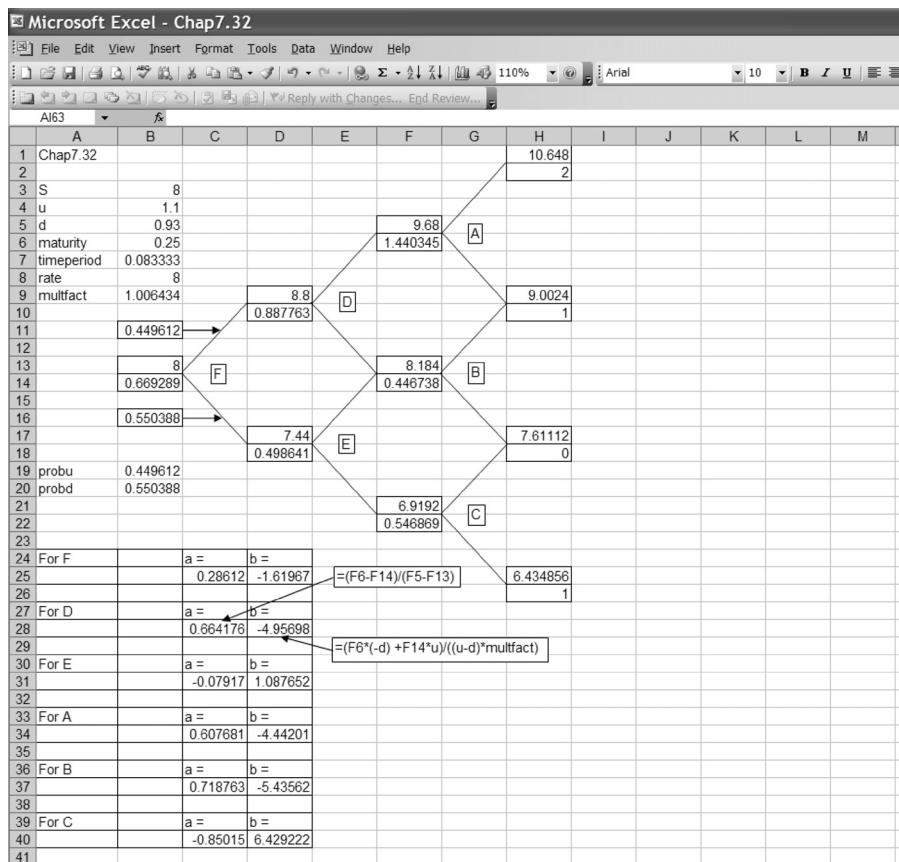 Microsoft Excel - Chap7.32
File Edit View Insert Format Tools Data Window Help
110% Arial 10 B I U
Reply with Changes... End Review...
AI63 fx
A B C D E F G H I J K L M
1 Chap7.32 10.648
2 2
3 S 8
4 u 1.1
5 d 0.93 9.68 A
6 maturity 0.25 1.440345
7 timeperiod 0.083333
8 rate 8
9 multfact 1.006434 8.8 D 9.0024
10 0.887763 1
11 0.449612
12
13 8 F 8.184 B
14 0.669289 0.446738
15
16 0.550388
17 7.44 E 7.61112
18 0.498641 0
19 probu 0.449612
20 probd 0.550388
21 6.9192 C
22 0.546869
23
24 For F a = b =
25 0.28612 -1.61967 =(F6-F14)/(F5-F13) 6.434856
26 1
27 For D a = b =
28 0.664176 -4.95698
29 =(F6*(-d) +F14*u)/((u-d)*multfact)
30 For E a = b =
31 -0.07917 1.087652
32
33 For A a = b =
34 0.607681 -4.44201
35
36 For B a = b =
37 0.718763 -5.43562
38
39 For C a = b =
40 -0.85015 6.429222
41